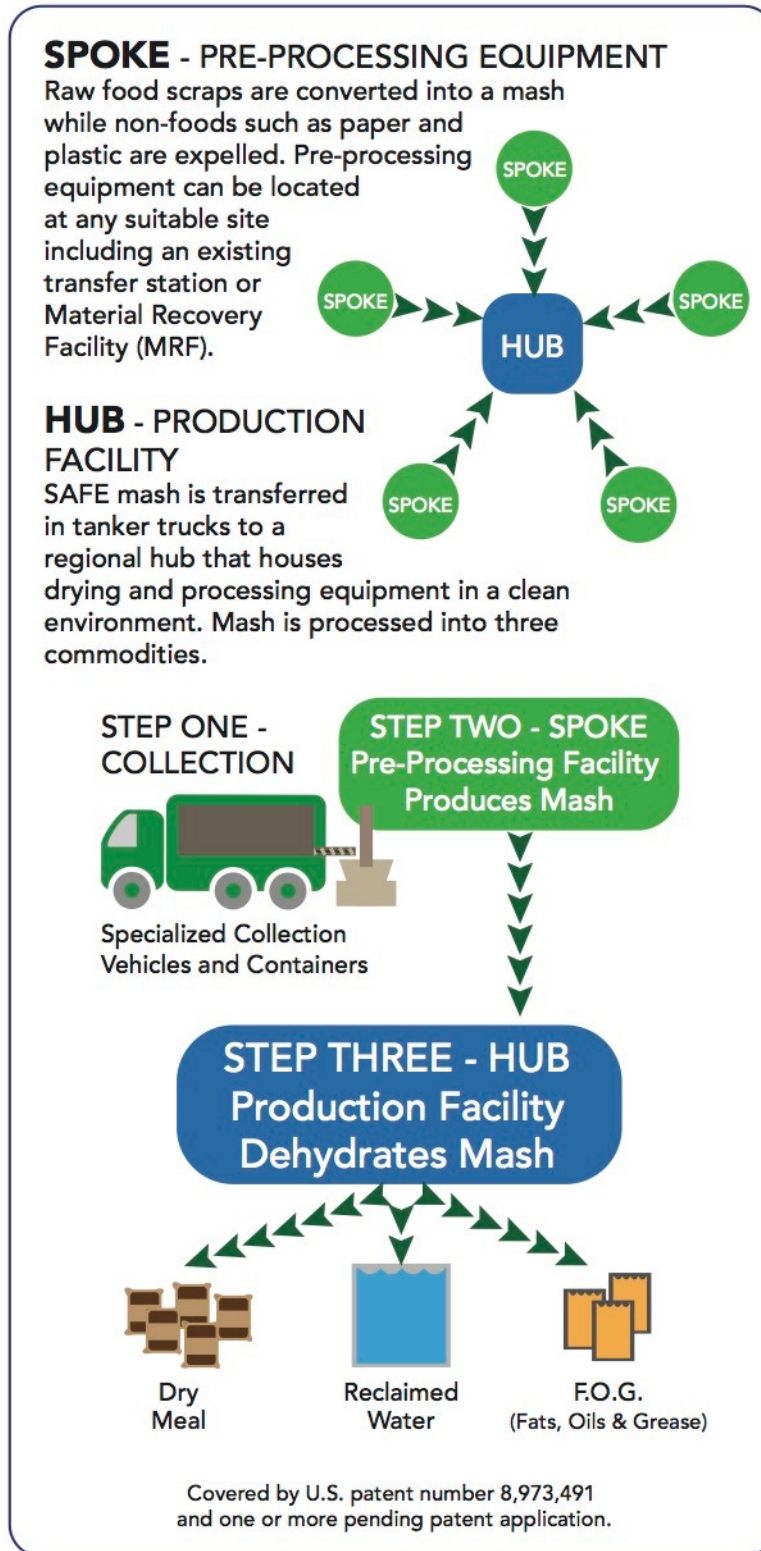 SPOKE - PRE-PROCESSING EQUIPMENT
Raw food scraps are converted into a mash
while non-foods such as paper and
plastic are expelled. Pre-processing
equipment can be located
at any suitable site
including an existing
transfer station or
Material Recovery
Facility (MRF).
SPOKE
SPOKE
SPOKE
HUB
SPOKE
SPOKE
HUB - PRODUCTION
FACILITY
SAFE mash is transferred
in tanker trucks to a
regional hub that houses
drying and processing equipment in a clean
environment. Mash is processed into three
commodities.
STEP ONE -
COLLECTION
Specialized Collection
Vehicles and Containers
STEP TWO - SPOKE
Pre-Processing Facility
Produces Mash
STEP THREE - HUB
Production Facility
Dehydrates Mash
Dry
Meal
Reclaimed
Water
F.O.G.
(Fats, Oils & Grease)
Covered by U.S. patent number 8,973,491
and one or more pending patent application.